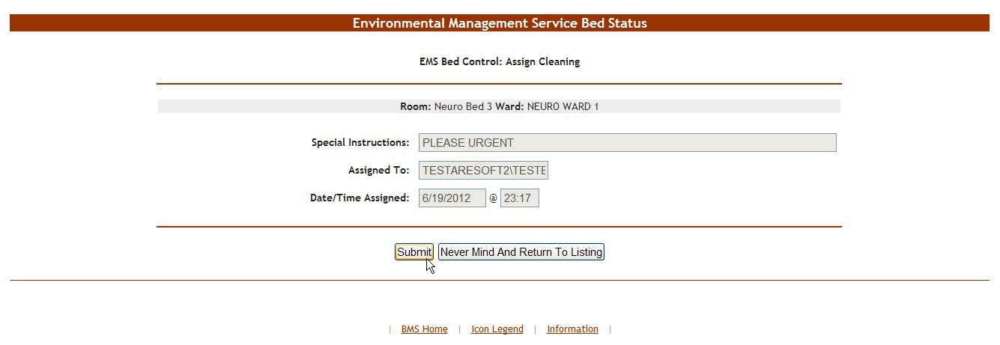 Environmental Management Service Bed Status
EMS Bed Control: Assign Cleaning
Room: Neuro Bed 3 Ward: NEURO WARD 1
Special Instructions: PLEASE URGENT
Assigned To: TESTARESOFT2\TESTE
Date/Time Assigned: 6/19/2012 @ 23:17
Submit Never Mind And Return To Listing
| BMS Home | Icon Legend | Information |